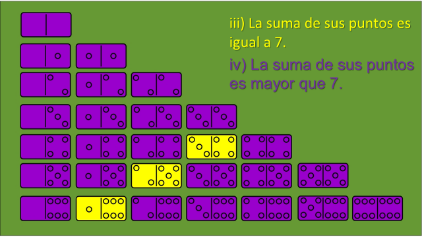 iii) La suma de sus puntos es
igual a 7.
iv) La suma de sus puntos
es mayor que 7.